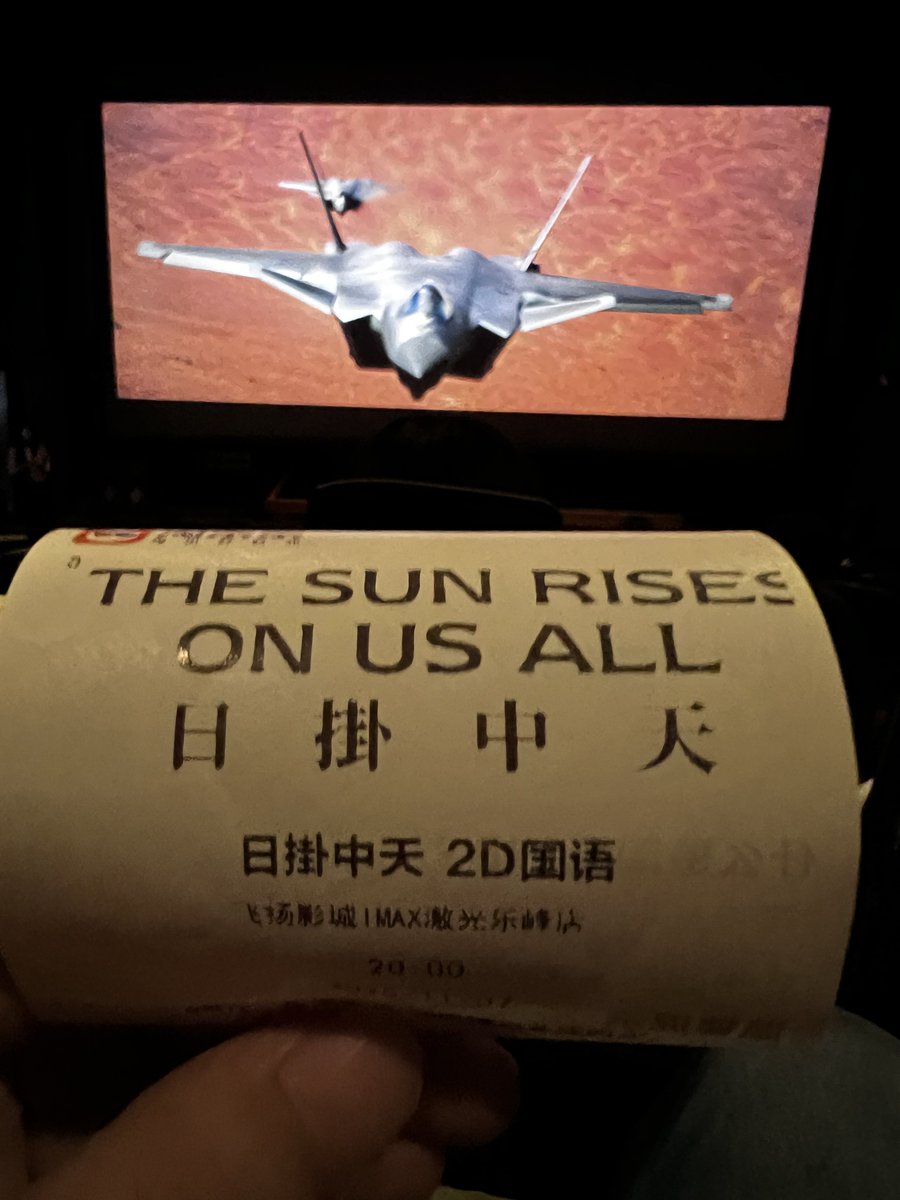 THE SUN RISES
ON US ALL
日掛中天
日掛中天 2D国语
飞扬影城IMAX激光乐峰店
20:00